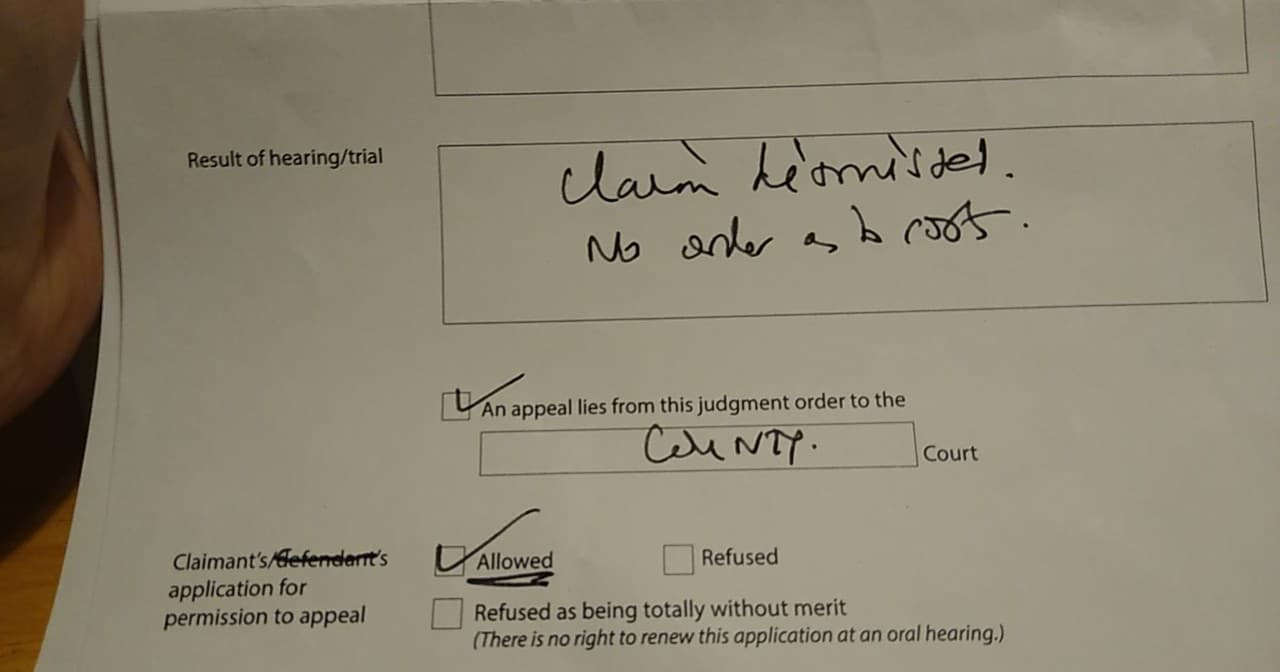 Result of hearing/trial
Claim dismissed.
No order as to costs.
An appeal lies from this judgment order to the
COUNTY.
Court
Claimant's/defendant's
application for
permission to appeal
Allowed
Refused
Refused as being totally without merit
(There is no right to renew this application at an oral hearing.)